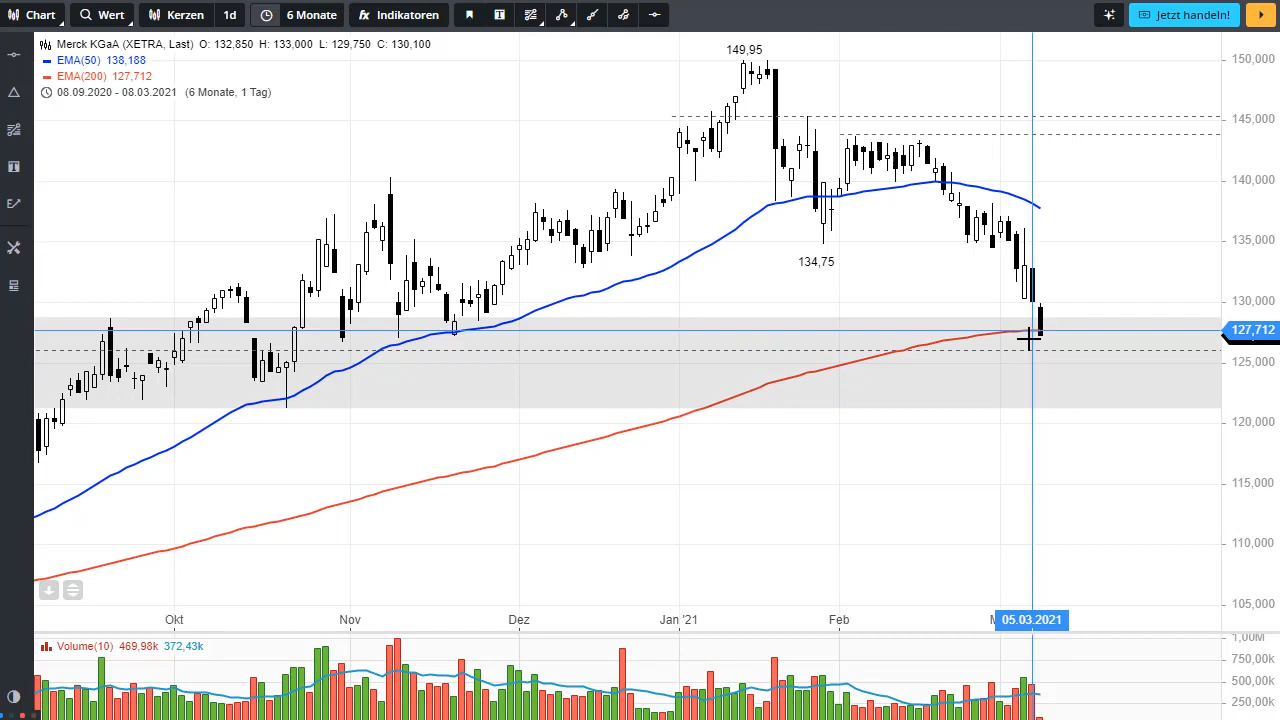 Chart Wert Kerzen 1d 6 Monate fx Indikatoren Jetzt handeln!
Merck KGaA (XETRA, Last) O: 132,850 H: 133,000 L: 129,750 C: 130,100
EMA(50) 138,188
EMA(200) 127,712
08.09.2020 - 08.03.2021 (6 Monate, 1 Tag)
149,95
134,75
150,000
145,000
140,000
135,000
130,000
127,712
125,000
120,000
115,000
110,000
105,000
Okt Nov Dez Jan '21 Feb 05.03.2021
Volume(10) 469,98k 372,43k
1,00M
750,00k
500,00k
250,00k